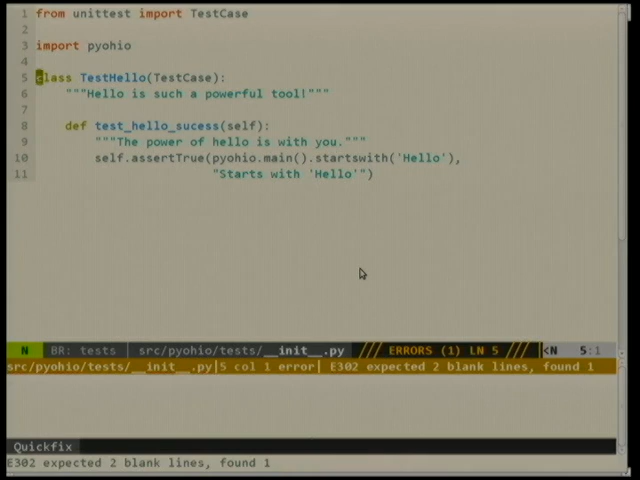 1 from unittest import TestCase
2
3 import pyohio
4
5 class TestHello(TestCase):
6 """Hello is such a powerful tool!"""
7
8 def test_hello_sucess(self):
9 """The power of hello is with you."""
10 self.assertTrue(pyohio.main().startswith('Hello'),
11 "Starts with 'Hello'")
N BR: tests | src/pyohio/tests/__init__.py /// ERRORS (1) LN 5 /// <N 5:1
src/pyohio/tests/__init__.py|5 col 1 error| E302 expected 2 blank lines, found 1
Quickfix
E302 expected 2 blank lines, found 1